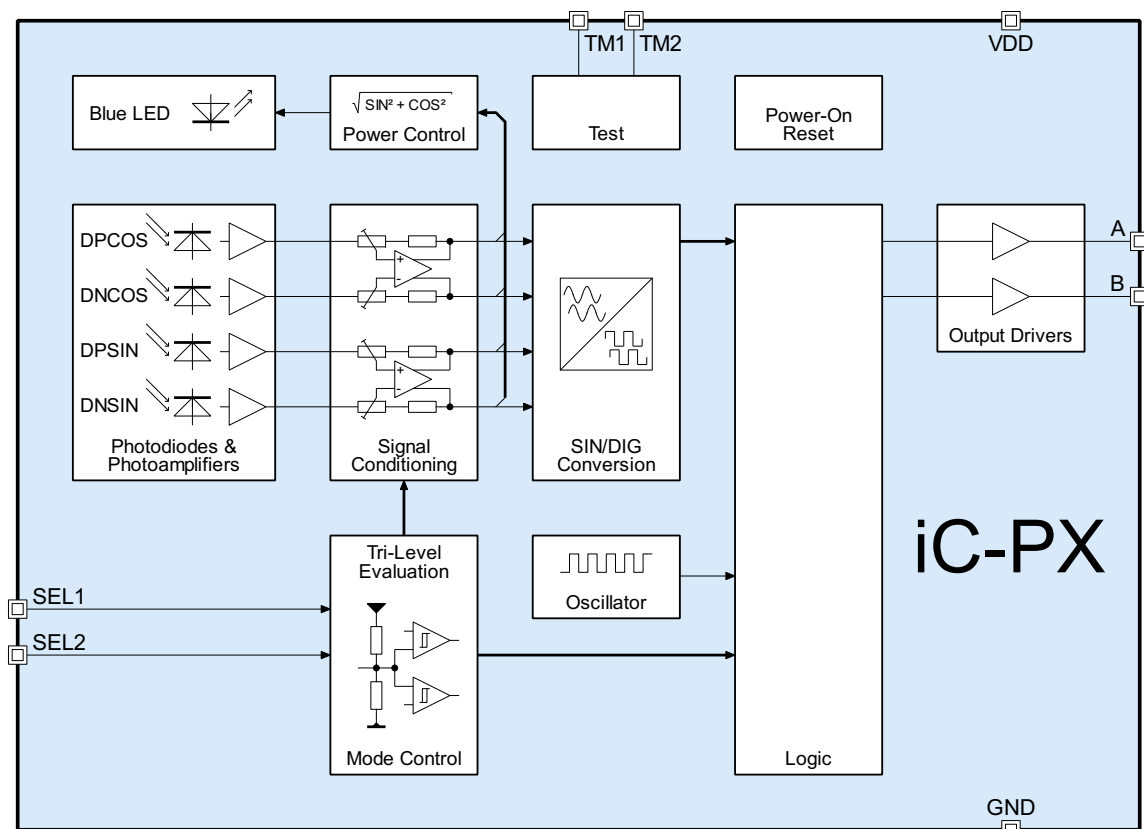 TM1
TM2
VDD
Blue LED
√SIN² + COS²
Power Control
Test
Power-On
Reset
DPCOS
DNCOS
DPSIN
DNSIN
Photodiodes &
Photoamplifiers
+
-
+
-
Signal
Conditioning
SIN/DIG
Conversion
A
B
Output Drivers
Tri-Level
Evaluation
SEL1
SEL2
Mode Control
Oscillator
Logic
iC-PX
GND